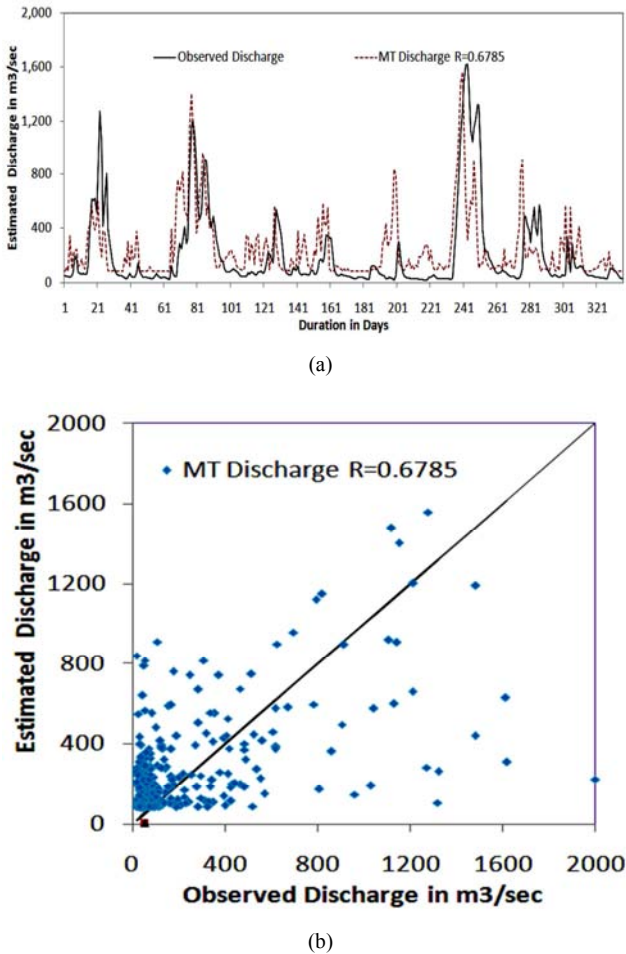 2,000
1,600
1,200
800
400
0
Estimated Discharge in m3/sec
Observed Discharge
MT Discharge R=0.6785
1 21 41 61 81 101 121 141 161 181 201 221 241 261 281 301 321
Duration in Days
(a)
2000
1600
1200
800
400
0
Estimated Discharge in m3/sec
MT Discharge R=0.6785
0 400 800 1200 1600 2000
Observed Discharge in m3/sec
(b)